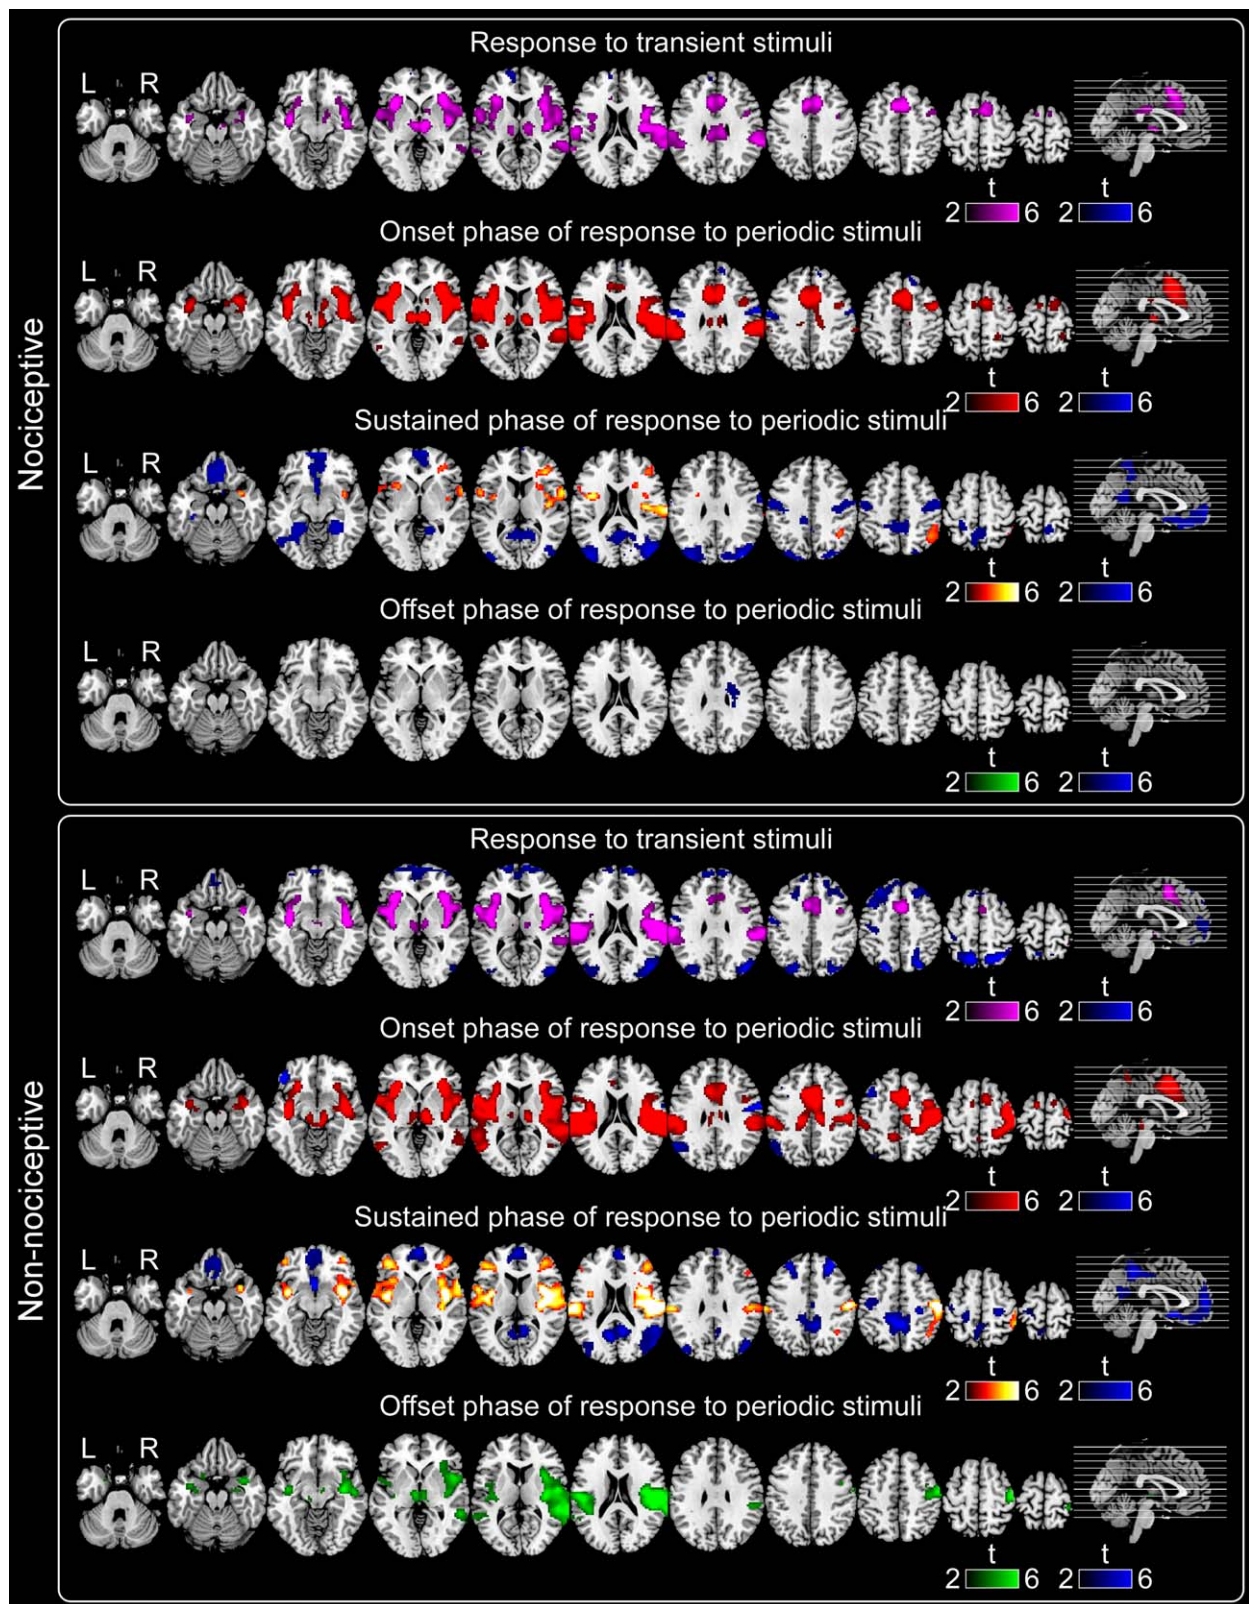 Nociceptive
Response to transient stimuli
L R
t t
2 6 2 6
Onset phase of response to periodic stimuli
L R
t t
2 6 2 6
Sustained phase of response to periodic stimuli
L R
t t
2 6 2 6
Offset phase of response to periodic stimuli
L R
t t
2 6 2 6
Non-nociceptive
Response to transient stimuli
L R
t t
2 6 2 6
Onset phase of response to periodic stimuli
L R
t t
2 6 2 6
Sustained phase of response to periodic stimuli
L R
t t
2 6 2 6
Offset phase of response to periodic stimuli
L R
t t
2 6 2 6